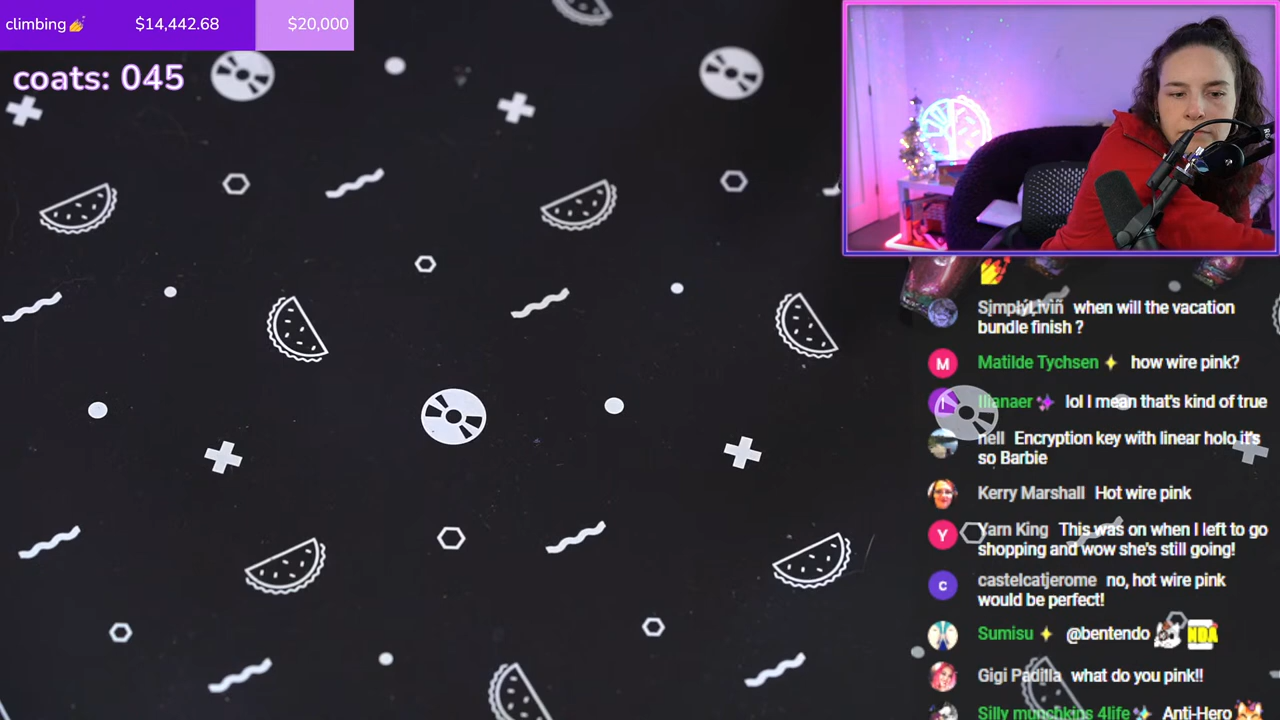 climbing💅 $14,442.68 $20,000
coats: 045
SimplyLiviñ when will the vacation
bundle finish ?
Matilde Tychsen how wire pink?
Illanaer lol I mean that's kind of true
nell Encryption key with linear holo it's
so Barbie
Kerry Marshall Hot wire pink
Yarn King This was on when I left to go
shopping and wow she's still going!
castelcatjerome no, hot wire pink
would be perfect!
Sumisu @bentendo NDA
Gigi Padilla what do you pink!!
Silly munchkins 4life Anti-Hero